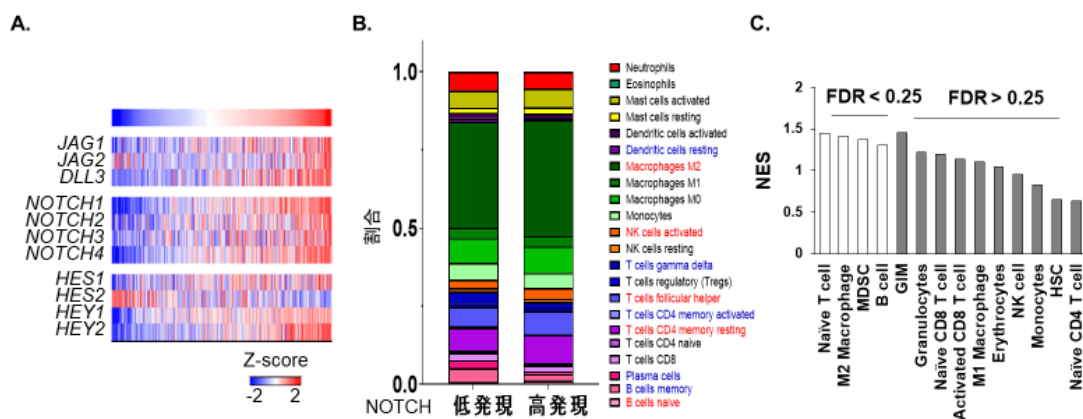 A.
JAG1
JAG2
DLL3
NOTCH1
NOTCH2
NOTCH3
NOTCH4
HES1
HES2
HEY1
HEY2
Z-score
-2
2
B.
1.0
0.5
0.0
割合
NOTCH
低発現
高発現
Neutrophils
Eosinophils
Mast cells activated
Mast cells resting
Dendritic cells activated
Dendritic cells resting
Macrophages M2
Macrophages M1
Macrophages M0
Monocytes
NK cells activated
NK cells resting
T cells gamma delta
T cells regulatory (Tregs)
T cells follicular helper
T cells CD4 memory activated
T cells CD4 memory resting
T cells CD4 naive
T cells CD8
Plasma cells
B cells memory
B cells naive
C.
2
1.5
1
0.5
0
NES
FDR < 0.25
FDR > 0.25
Naïve T cell
M2 Macrophage
MDSC
B cell
GIM
Granulocytes
Naïve CD8 T cell
Activated CD8 T cell
M1 Macrophage
Erythrocytes
NK cell
Monocytes
HSC
Naïve CD4 T cell